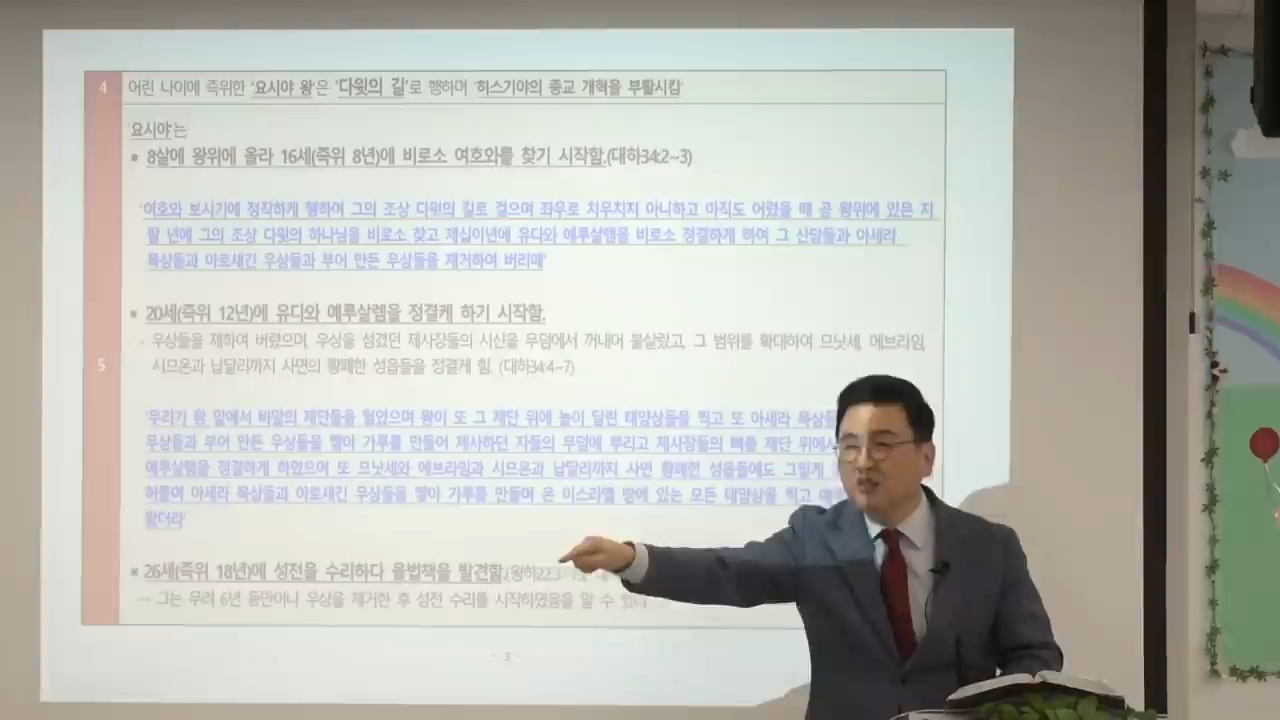 4 어린 나이에 즉위한 '요시야 왕'은 '다윗의 길'로 행하며 '히스기야의 종교 개혁을 부활시킴'
요시야는,
▪ 8살에 왕위에 올라 16세(즉위 8년)에 비로소 여호와를 찾기 시작함.(대하34:2~3)
'여호와 보시기에 정직하게 행하여 그의 조상 다윗의 길로 걸으며 좌우로 치우치지 아니하고 아직도 어렸을 때 곧 왕위에 있은 지
팔 년에 그의 조상 다윗의 하나님을 비로소 찾고 제십이년에 유다와 예루살렘을 비로소 정결하게 하여 그 산당들과 아세라
목상들과 아로새긴 우상들과 부어 만든 우상들을 제거하여 버리매'
▪ 20세(즉위 12년)에 유다와 예루살렘을 정결케 하기 시작함.
- 우상들을 제하여 버렸으며, 우상을 섬겼던 제사장들의 시신을 무덤에서 꺼내어 불살랐고, 그 범위를 확대하여 므낫세, 에브라임,
5 시므온과 납달리까지 사면의 황폐한 성읍들을 정결케 힘. (대하34:4~7)
'무리가 왕 앞에서 바알의 제단들을 헐었으며 왕이 또 그 제단 위에 높이 달린 태양상들을 찍고 또 아세라 목상들
우상들과 부어 만든 우상들을 빻아 가루를 만들어 제사하던 자들의 무덤에 뿌리고 제사장들의 뼈를 제단 위에서
예루살렘을 정결하게 하였으며 또 므낫세와 에브라임과 시므온과 납달리까지 사면 황폐한 성읍들에도 그렇게
허물며 아세라 목상들과 아로새긴 우상들을 빻아 가루를 만들며 온 이스라엘 땅에 있는 모든 태양상을 찍고
왔더라'
▪ 26세(즉위 18년)에 성전을 수리하다 율법책을 발견함.
→ 그는 무려 6년 동안이나 우상을 제거한 후 성전 수리를 시작하였음을 알 수
- 3 -